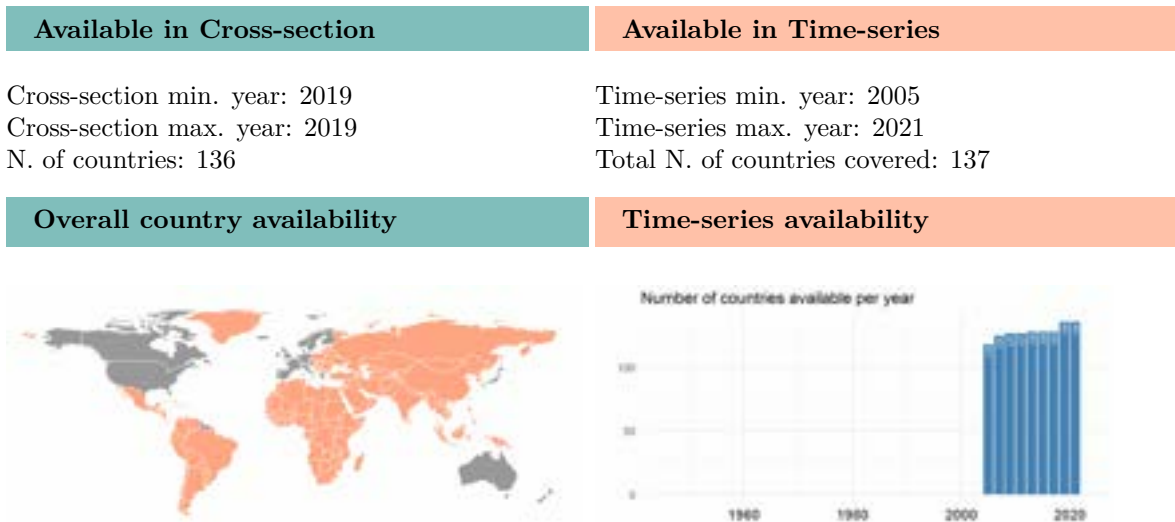 Available in Cross-section
Available in Time-series
Cross-section min. year: 2019
Cross-section max. year: 2019
N. of countries: 136
Time-series min. year: 2005
Time-series max. year: 2021
Total N. of countries covered: 137
Overall country availability
Time-series availability
Number of countries available per year
100
50
0
1960
1980
2000
2020